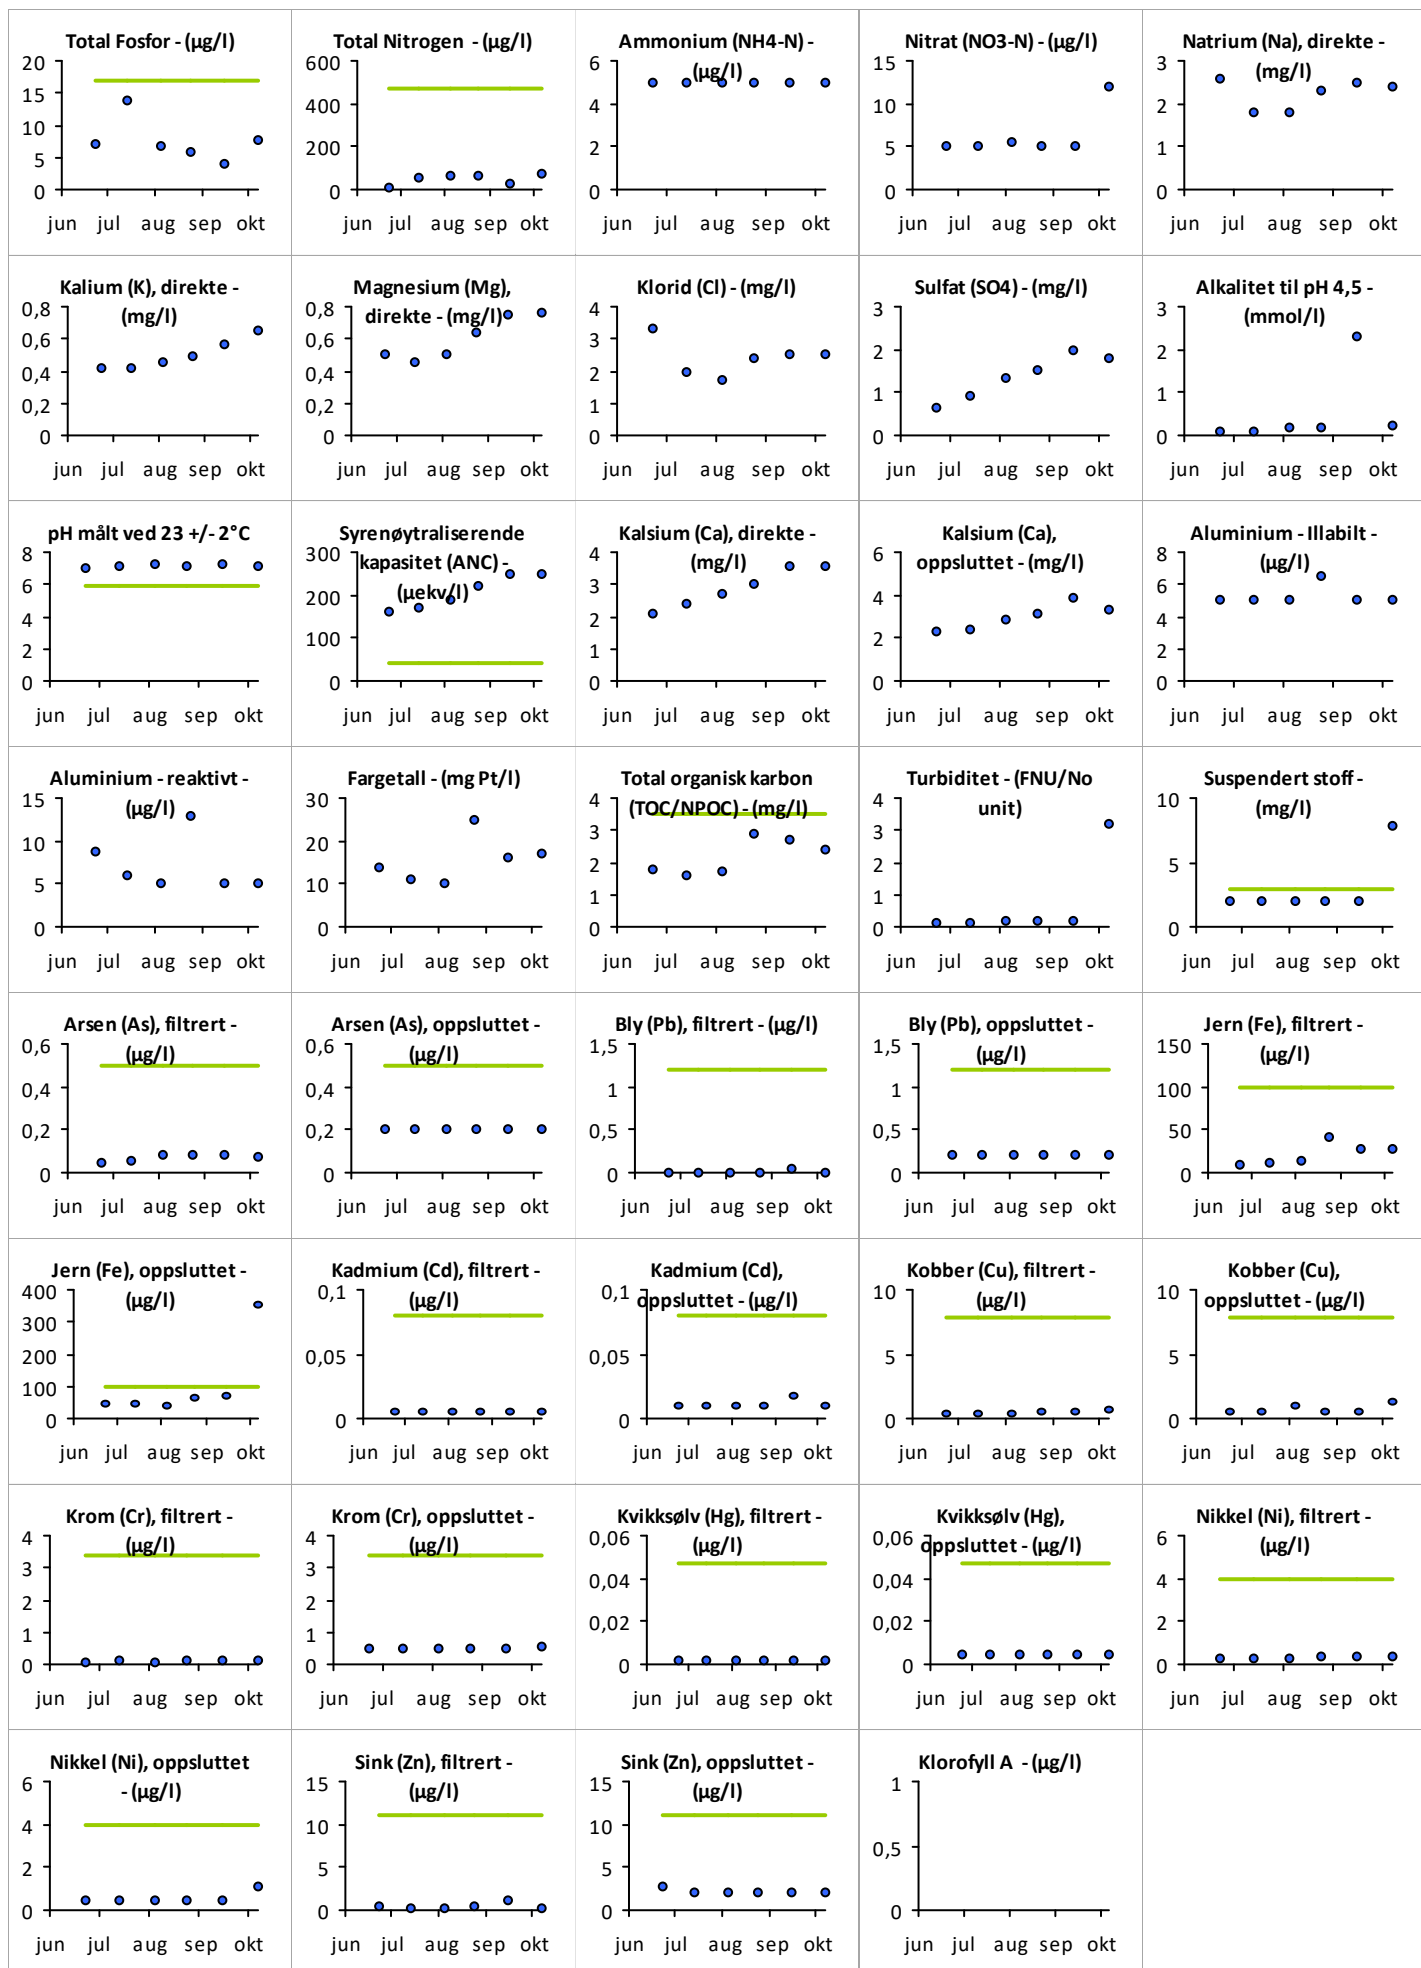 Total Fosfor - (µg/l)
20
15
10
5
0
jun jul aug sep okt
Total Nitrogen - (µg/l)
600
400
200
0
jun jul aug sep okt
Ammonium (NH4-N) -
(µg/l)
6
4
2
0
jun jul aug sep okt
Nitrat (NO3-N) - (µg/l)
15
10
5
0
jun jul aug sep okt
Natrium (Na), direkte -
(mg/l)
3
2
1
0
jun jul aug sep okt
Kalium (K), direkte -
(mg/l)
0,8
0,6
0,4
0,2
0
jun jul aug sep okt
Magnesium (Mg),
direkte - (mg/l)
0,8
0,6
0,4
0,2
0
jun jul aug sep okt
Klorid (Cl) - (mg/l)
4
3
2
1
0
jun jul aug sep okt
Sulfat (SO4) - (mg/l)
3
2
1
0
jun jul aug sep okt
Alkalitet til pH 4,5 -
(mmol/l)
3
2
1
0
jun jul aug sep okt
pH målt ved 23 +/- 2°C
8
6
4
2
0
jun jul aug sep okt
Syrenøytraliserende
kapasitet (ANC) -
(µekv/l)
300
200
100
0
jun jul aug sep okt
Kalsium (Ca), direkte -
(mg/l)
4
3
2
1
0
jun jul aug sep okt
Kalsium (Ca),
oppsluttet - (mg/l)
6
4
2
0
jun jul aug sep okt
Aluminium - Illabilt -
(µg/l)
8
6
4
2
0
jun jul aug sep okt
Aluminium - reaktivt -
(µg/l)
15
10
5
0
jun jul aug sep okt
Fargetall - (mg Pt/l)
30
20
10
0
jun jul aug sep okt
Total organisk karbon
(TOC/NPOC) - (mg/l)
4
3
2
1
0
jun jul aug sep okt
Turbiditet - (FNU/No
unit)
4
3
2
1
0
jun jul aug sep okt
Suspendert stoff -
(mg/l)
10
5
0
jun jul aug sep okt
Arsen (As), filtrert -
(µg/l)
0,6
0,4
0,2
0
jun jul aug sep okt
Arsen (As), oppsluttet -
(µg/l)
0,6
0,4
0,2
0
jun jul aug sep okt
Bly (Pb), filtrert - (µg/l)
1,5
1
0,5
0
jun jul aug sep okt
Bly (Pb), oppsluttet -
(µg/l)
1,5
1
0,5
0
jun jul aug sep okt
Jern (Fe), filtrert -
(µg/l)
150
100
50
0
jun jul aug sep okt
Jern (Fe), oppsluttet -
(µg/l)
400
300
200
100
0
jun jul aug sep okt
Kadmium (Cd), filtrert -
(µg/l)
0,1
0,05
0
jun jul aug sep okt
Kadmium (Cd),
oppsluttet - (µg/l)
0,1
0,05
0
jun jul aug sep okt
Kobber (Cu), filtrert -
(µg/l)
10
5
0
jun jul aug sep okt
Kobber (Cu),
oppsluttet - (µg/l)
10
5
0
jun jul aug sep okt
Krom (Cr), filtrert -
(µg/l)
4
3
2
1
0
jun jul aug sep okt
Krom (Cr), oppsluttet -
(µg/l)
4
3
2
1
0
jun jul aug sep okt
Kvikksølv (Hg), filtrert -
(µg/l)
0,06
0,04
0,02
0
jun jul aug sep okt
Kvikksølv (Hg),
oppsluttet - (µg/l)
0,06
0,04
0,02
0
jun jul aug sep okt
Nikkel (Ni), filtrert -
(µg/l)
6
4
2
0
jun jul aug sep okt
Nikkel (Ni), oppsluttet
- (µg/l)
6
4
2
0
jun jul aug sep okt
Sink (Zn), filtrert -
(µg/l)
15
10
5
0
jun jul aug sep okt
Sink (Zn), oppsluttet -
(µg/l)
15
10
5
0
jun jul aug sep okt
Klorofyll A - (µg/l)
1
0,5
0
jun jul aug sep okt